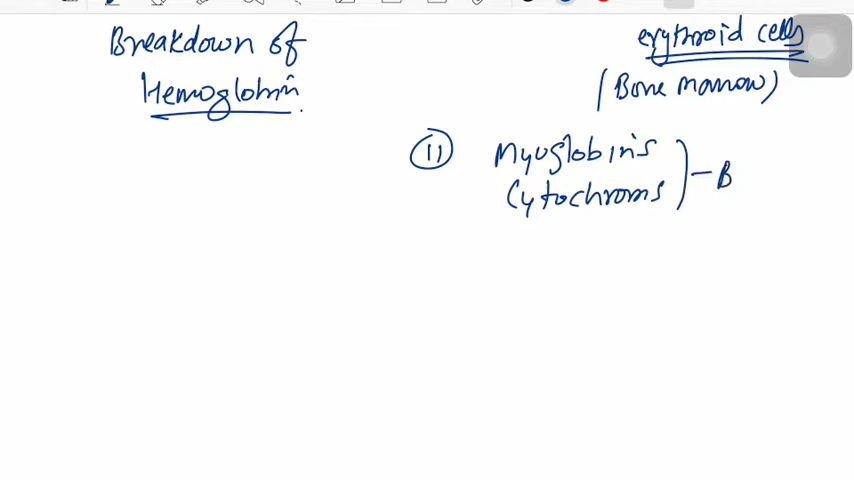 Breakdown of
Hemoglobin
erythroid cells
(Bone marrow)
(11) Myoglobins
Cytochroms ) – B